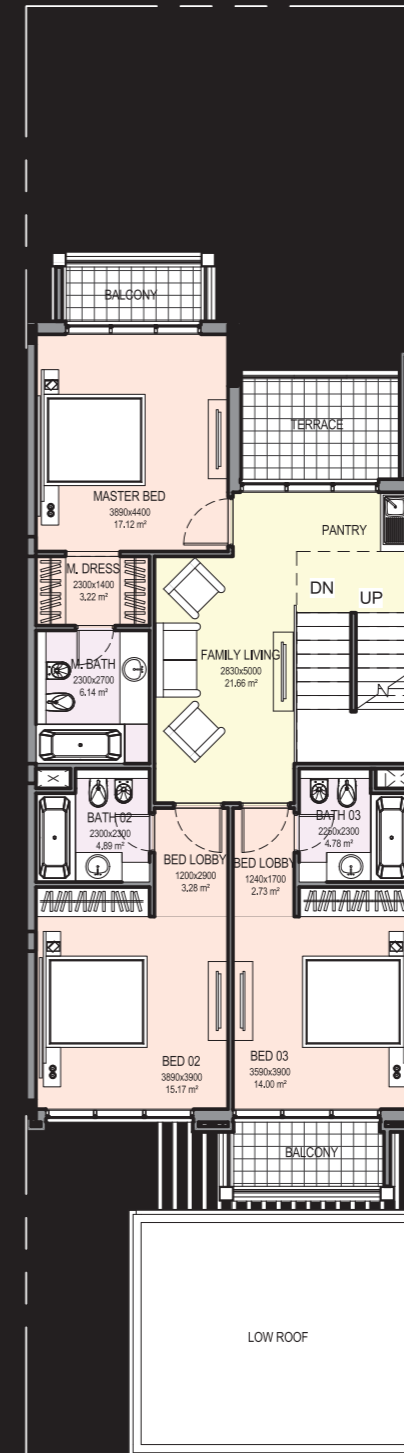 BALCONY
TERRACE
MASTER BED
3890x4400
17.12 m²
PANTRY
M. DRESS
2300x1400
3,22 m²
DN
UP
M. BATH
2300x2700
6.14 m²
FAMILY LIVING
2830x5000
21.66 m²
BATH 02
2300x2300
4,89 m²
BATH 03
2250x2300
4.78 m²
BED LOBBY
1200x2900
3.28 m²
BED LOBBY
1240x1700
2.73 m²
BED 02
3890x3900
15.17 m²
BED 03
3590x3900
14.00 m²
BALCONY
LOW ROOF